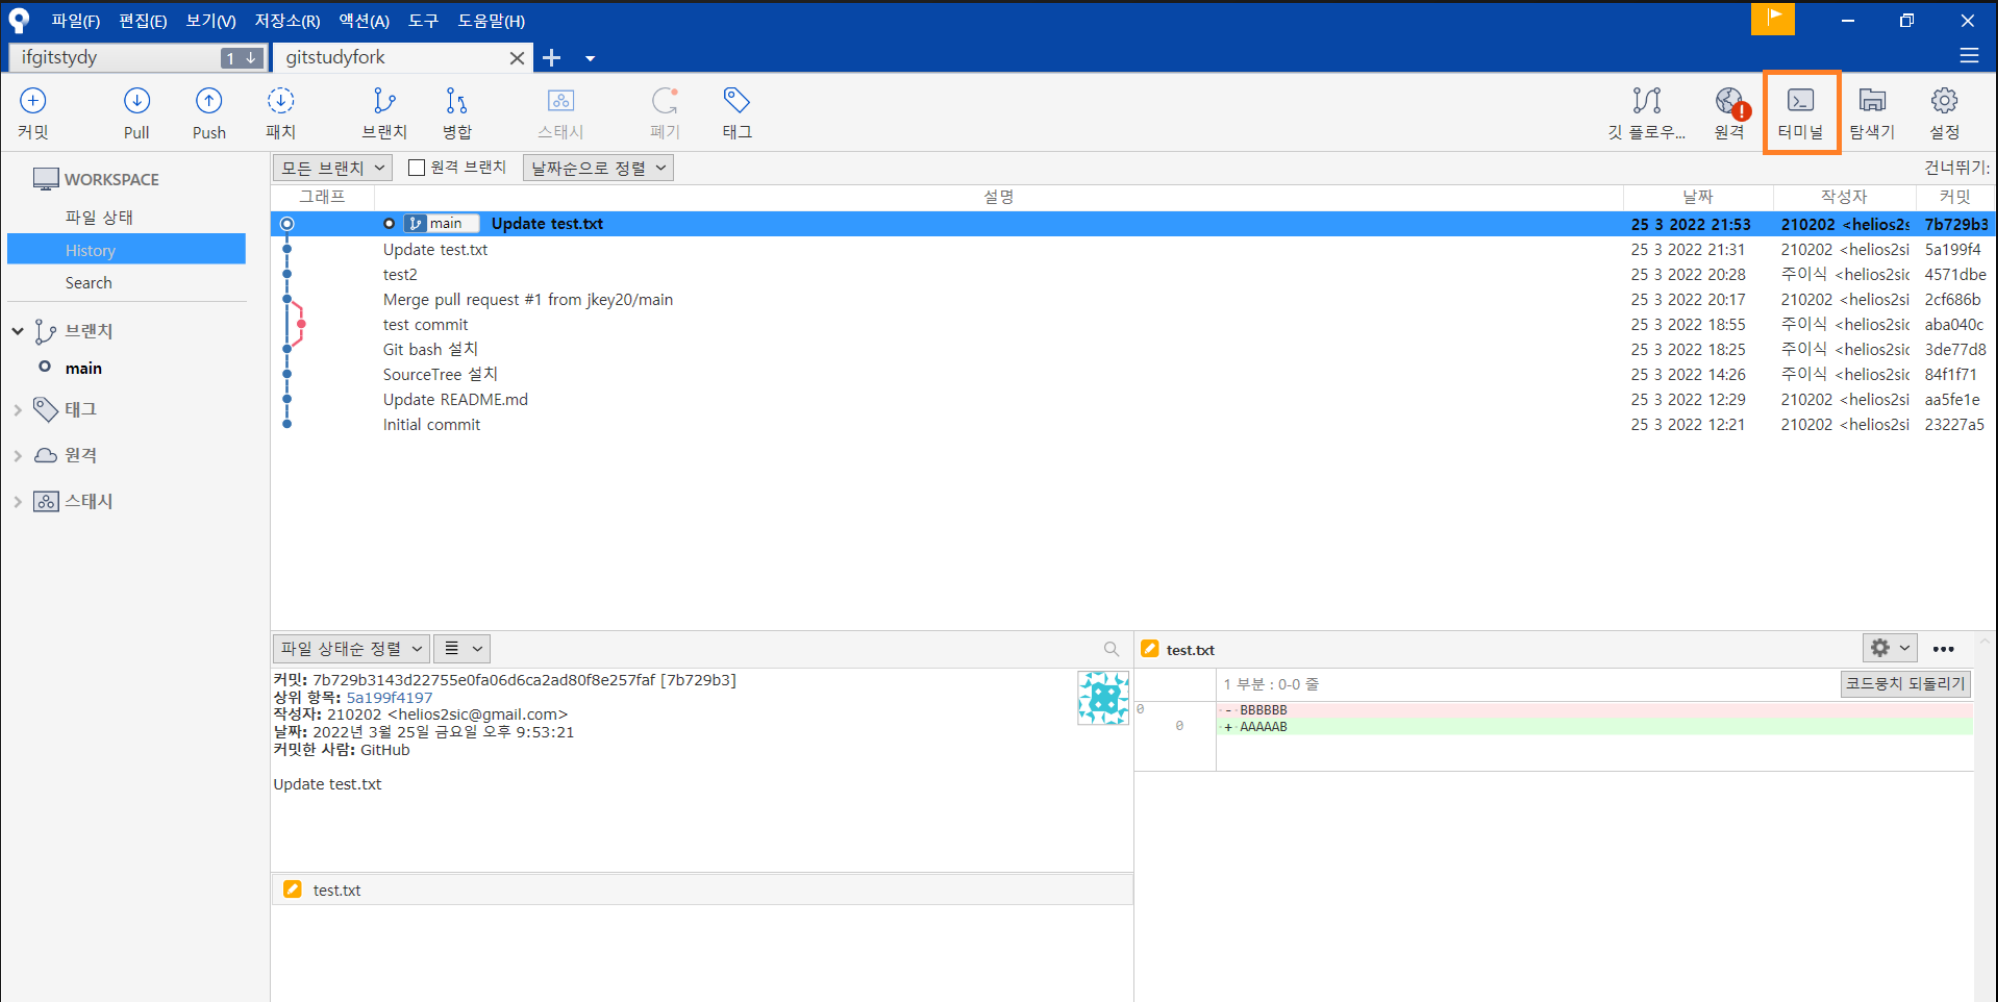 파일(F) 편집(E) 보기(V) 저장소(R) 액션(A) 도구 도움말(H)
ifgitstydy 1 gitstudyfork
커밋 Pull Push 패치 브랜치 병합 스태시 폐기 태그 깃 플로우... 원격 터미널 탐색기 설정
모든 브랜치 원격 브랜치 날짜순으로 정렬 건너뛰기:
WORKSPACE
파일 상태
History
Search
브랜치
main
태그
원격
스태시
그래프 설명 날짜 작성자 커밋
main Update test.txt 25 3 2022 21:53 210202 <helios2s 7b729b3
Update test.txt 25 3 2022 21:31 210202 <helios2si 5a199f4
test2 25 3 2022 20:28 주이식 <helios2sic 4571dbe
Merge pull request #1 from jkey20/main 25 3 2022 20:17 210202 <helios2si 2cf686b
test commit 25 3 2022 18:55 주이식 <helios2sic aba040c
Git bash 설치 25 3 2022 18:25 주이식 <helios2sic 3de77d8
SourceTree 설치 25 3 2022 14:26 주이식 <helios2sic 84f1f71
Update README.md 25 3 2022 12:29 210202 <helios2si aa5fe1e
Initial commit 25 3 2022 12:21 210202 <helios2si 23227a5
파일 상태순 정렬
커밋: 7b729b3143d22755e0fa06d6ca2ad80f8e257faf [7b729b3]
상위 항목: 5a199f4197
작성자: 210202 <helios2sic@gmail.com>
날짜: 2022년 3월 25일 금요일 오후 9:53:21
커밋한 사람: GitHub
Update test.txt
test.txt
test.txt
1 부분 : 0-0 줄 코드뭉치 되돌리기
0 - BBBBBB
0 + AAAAAB